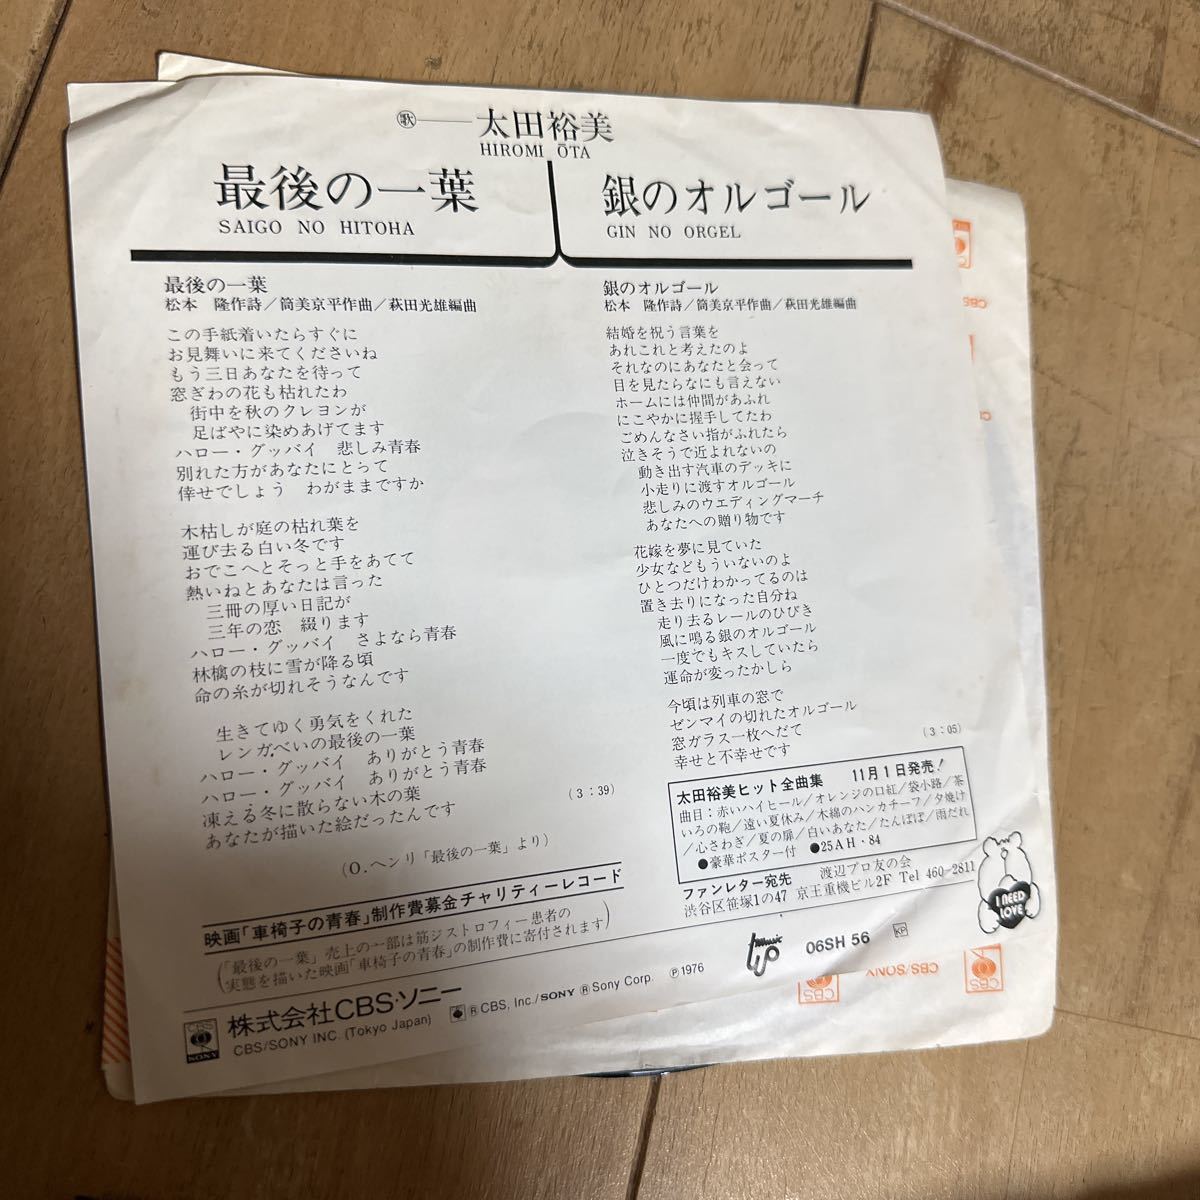 歌——太田裕美
HIROMI ŌTA
最後の一葉
SAIGO NO HITOHA
銀のオルゴール
GIN NO ORGEL
最後の一葉
松本 隆作詩／筒美京平作曲／萩田光雄編曲
この手紙着いたらすぐに
お見舞いに来てくださいね
もう三日あなたを待って
窓ぎわの花も枯れたわ
街中を秋のクレヨンが
足ばやに染めあげてます
ハロー・グッバイ 悲しみ青春
別れた方があなたにとって
倖せでしょう わがままですか
木枯しが庭の枯れ葉を
運び去る白い冬です
おでこへとそっと手をあてて
熱いねとあなたは言った
三冊の厚い日記が
三年の恋 綴ります
ハロー・グッバイ さよなら青春
林檎の枝に雪が降る頃
命の糸が切れそうなんです
生きてゆく勇気をくれた
レンガべいの最後の一葉
ハロー・グッバイ ありがとう青春
ハロー・グッバイ ありがとう青春
凍える冬に散らない木の葉
あなたが描いた絵だったんです
(3：39)
(O.ヘンリ「最後の一葉」より)
映画「車椅子の青春」制作費募金チャリティーレコード
(「最後の一葉」売上の一部は筋ジストロフィー患者の
実態を描いた映画「車椅子の青春」の制作費に寄付されます)
銀のオルゴール
松本 隆作詩／筒美京平作曲／萩田光雄編曲
結婚を祝う言葉を
あれこれと考えたのよ
それなのにあなたと会って
目を見たらなにも言えない
ホームには仲間があふれ
にこやかに握手してたわ
ごめんなさい指がふれたら
泣きそうで近よれないの
動き出す汽車のデッキに
小走りに渡すオルゴール
悲しみのウエディングマーチ
あなたへの贈り物です
花嫁を夢に見ていた
少女などもういないのよ
ひとつだけわかってるのは
置き去りになった自分ね
走り去るレールのひびき
風に鳴る銀のオルゴール
一度でもキスしていたら
運命が変ったかしら
今頃は列車の窓で
ゼンマイの切れたオルゴール
窓ガラス一枚へだて
幸せと不幸せです
(3：05)
太田裕美ヒット全曲集 11月1日発売!
曲目：赤いハイヒール／オレンジの口紅／袋小路／茶
いろの鞄／遠い夏休み／木綿のハンカチーフ／夕焼け
／心さわぎ／夏の扉／白いあなた／たんぽぽ／雨だれ
●豪華ポスター付 ●25AH・84
ファンレター宛先 渡辺プロ友の会
渋谷区笹塚1の47 京王重機ビル2F Tel 460-2811
I NEED
LOVE
music
06SH 56
KP
CBS
SONY
株式会社CBS・ソニー
CBS/SONY INC. (Tokyo Japan)
® CBS, Inc./SONY ® Sony Corp. ℗1976
CBS/SONY
CBS
CBS